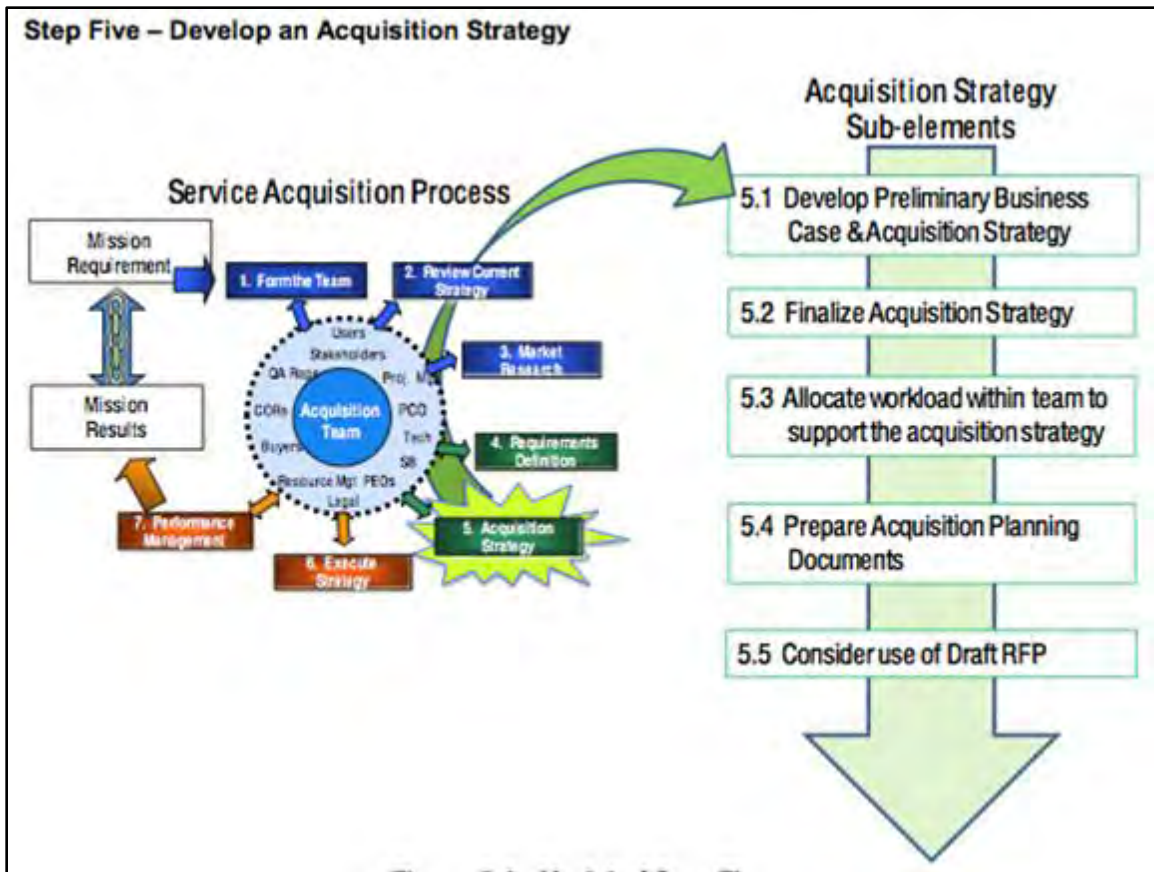 Step Five – Develop an Acquisition Strategy
Acquisition Strategy
Sub-elements
Service Acquisition Process
Mission
Requirement
Mission
Results
1. Formthe Team
2. Review Current
Strategy
3. Market
Research
4. Requirements
Definition
5. Acquisition
Strategy
6. Execute
Strategy
7. Performance
Management
Users
Stakeholders
QA Reps
Proj. Mgt
CORs
Acquisition
Team
PCO
Tech
Buyers
SB
Resource Mgt PEOs
Legal
5.1 Develop Preliminary Business
Case & Acquisition Strategy
5.2 Finalize Acquisition Strategy
5.3 Allocate workload within team to
support the acquisition strategy
5.4 Prepare Acquisition Planning
Documents
5.5 Consider use of Draft RFP